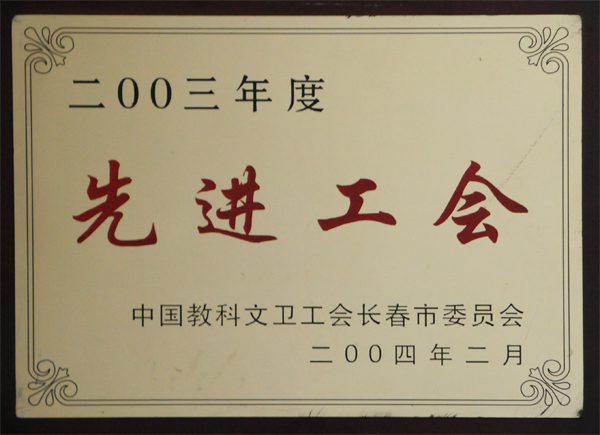 二00三年度
先进工会
中国教科文卫工会长春市委员会
二00四年二月